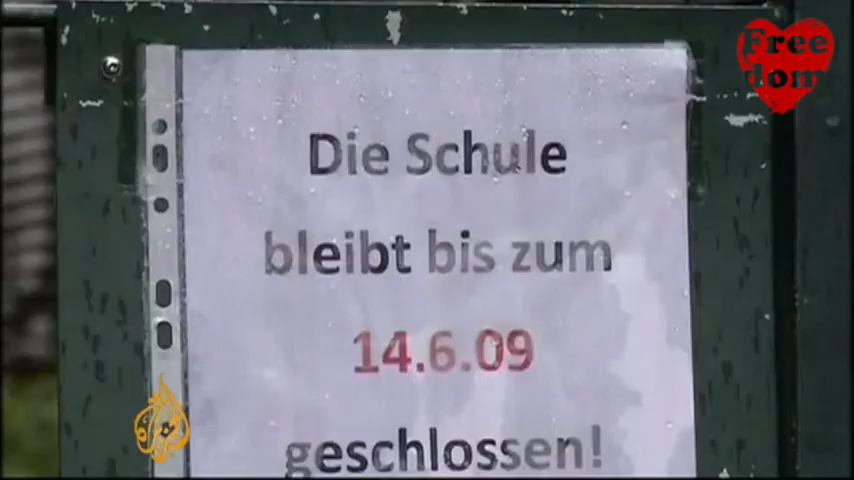 Free
dom
Die Schule
bleibt bis zum
14.6.09
geschlossen!